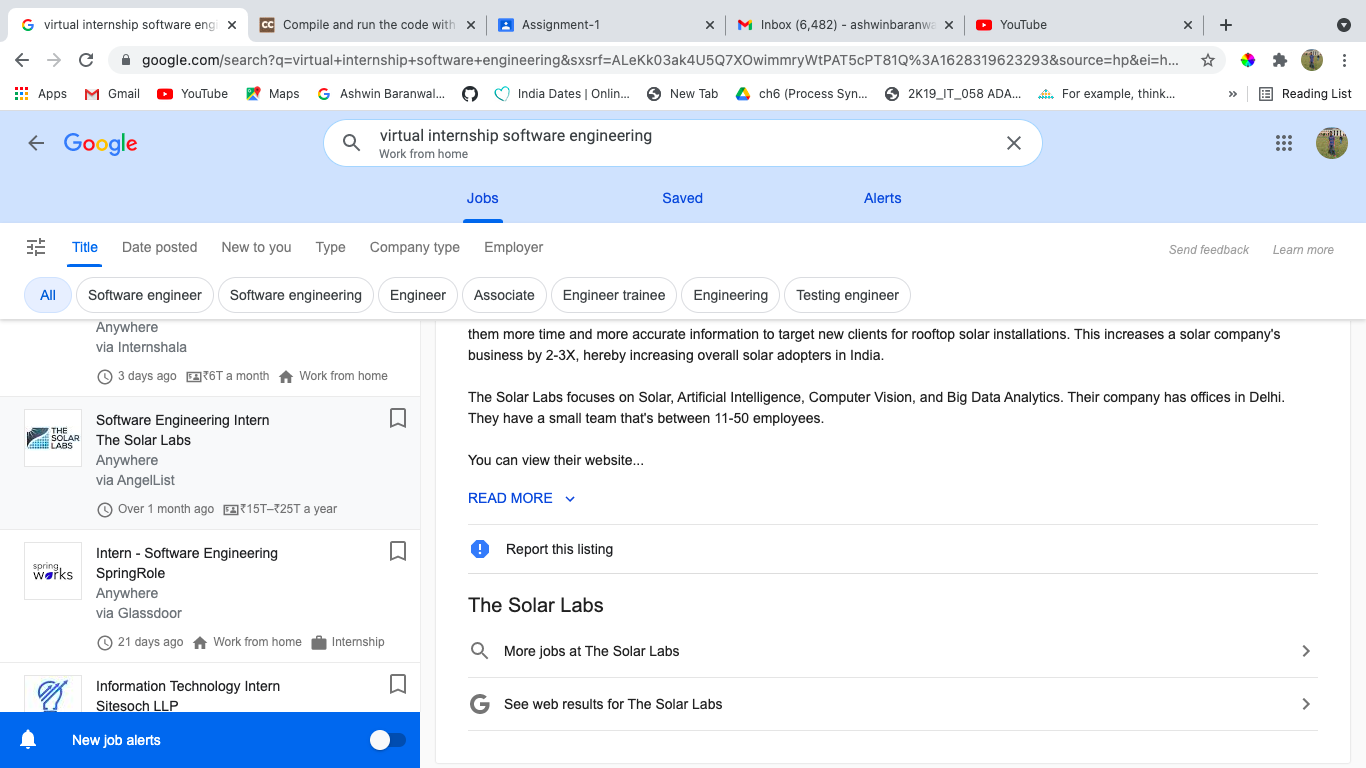 virtual internship software engi
Compile and run the code with
Assignment-1
Inbox (6,482) - ashwinbaranwa
YouTube
google.com/search?q=virtual+internship+software+engineering&sxsrf=ALeKk03ak4U5Q7XOwimmryWtPAT5cPT81Q%3A1628319623293&source=hp&ei=h...
Apps
Gmail
YouTube
Maps
Ashwin Baranwal...
India Dates | Onlin...
New Tab
ch6 (Process Syn...
2K19_IT_058 ADA...
For example, think...
»
Reading List
Google
virtual internship software engineering
Work from home
Jobs
Saved
Alerts
Title
Date posted
New to you
Type
Company type
Employer
Send feedback
Learn more
All
Software engineer
Software engineering
Engineer
Associate
Engineer trainee
Engineering
Testing engineer
Anywhere
via Internshala
3 days ago
₹6T a month
Work from home
THE SOLAR LABS
Software Engineering Intern
The Solar Labs
Anywhere
via AngelList
Over 1 month ago
₹15T–₹25T a year
spring
works
Intern - Software Engineering
SpringRole
Anywhere
via Glassdoor
21 days ago
Work from home
Internship
Information Technology Intern
Sitesoch LLP
New job alerts
them more time and more accurate information to target new clients for rooftop solar installations. This increases a solar company's
business by 2-3X, hereby increasing overall solar adopters in India.
The Solar Labs focuses on Solar, Artificial Intelligence, Computer Vision, and Big Data Analytics. Their company has offices in Delhi.
They have a small team that's between 11-50 employees.
You can view their website...
READ MORE
Report this listing
The Solar Labs
More jobs at The Solar Labs
See web results for The Solar Labs